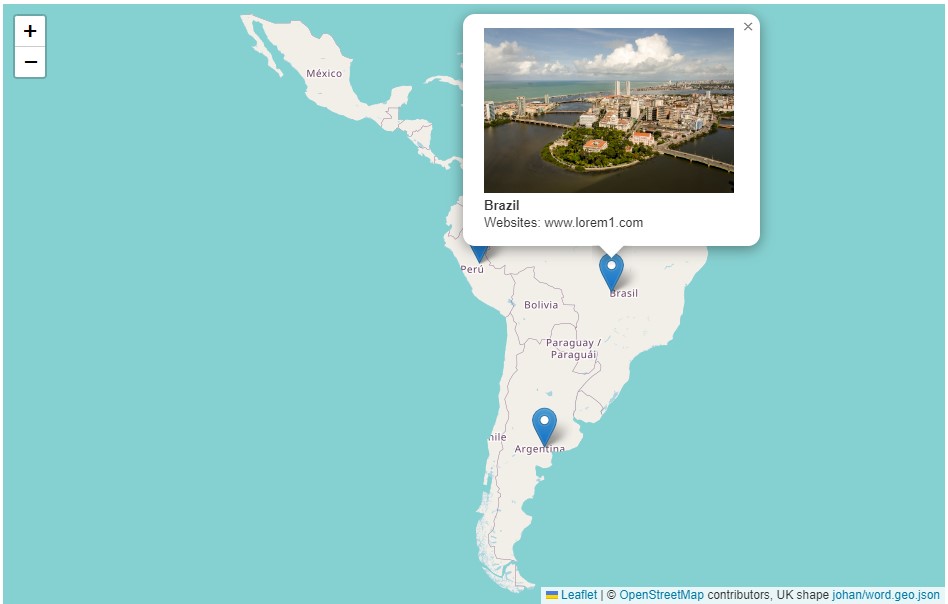 +
−
México
×
Brazil
Websites: www.lorem1.com
Perú
Brasil
Bolivia
Paraguay /
Paraguái
hile
Argentina
Leaflet | © OpenStreetMap contributors, UK shape johan/word.geo.json